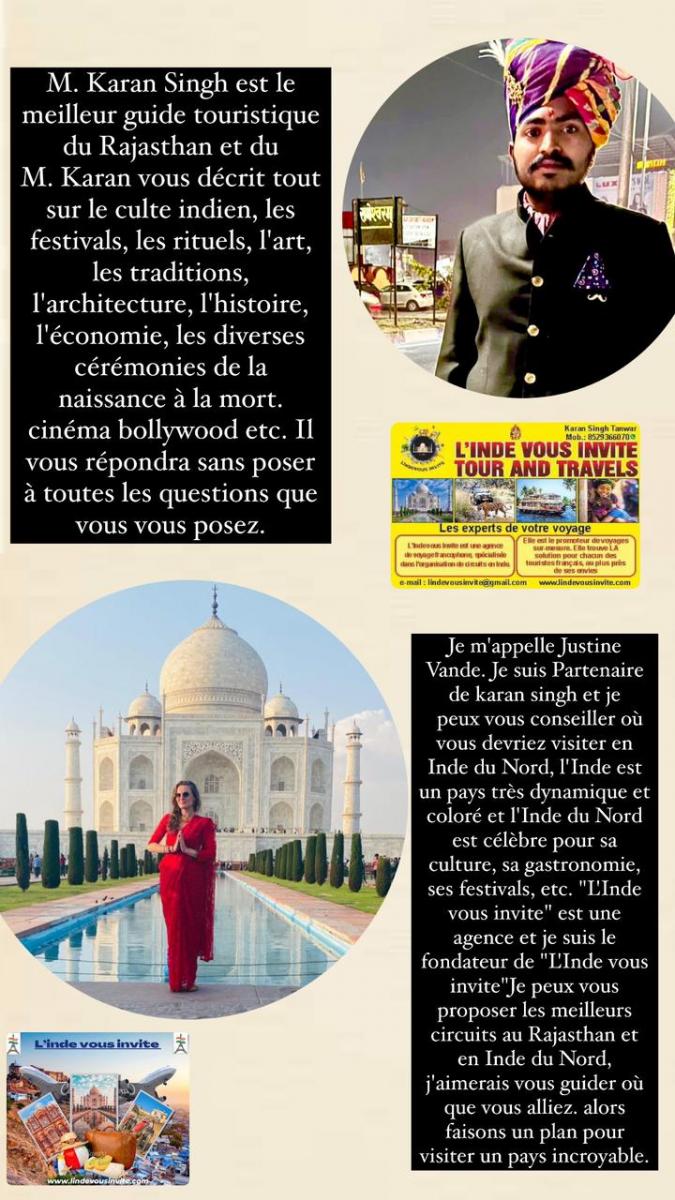 M. Karan Singh est le
meilleur guide touristique
du Rajasthan et du
M. Karan vous décrit tout
sur le culte indien, les
festivals, les rituels, l'art,
les traditions,
l'architecture, l'histoire,
l'économie, les diverses
cérémonies de la
naissance à la mort.
cinéma bollywood etc. Il
vous répondra sans poser
à toutes les questions que
vous vous posez.
Karan Singh Tanwar
Mob.: 8529366070
L'INDE VOUS INVITE
TOUR AND TRAVELS
Les experts de votre voyage
L'Indevous Invite est une agence
de voyage francophone, spécialisée
dans l'organisation de circuits en Inde.
Elle est le promoteur de voyages
sur-mesure. Elle trouve LA
solution pour chacun des
touristes français, au plus près
de ses envies
e-mail : lindevousinvite@gmail.com www.lindevousinvite.com
Je m'appelle Justine
Vande. Je suis Partenaire
de karan singh et je
peux vous conseiller où
vous devriez visiter en
Inde du Nord, l'Inde est
un pays très dynamique et
coloré et l'Inde du Nord
est célèbre pour sa
culture, sa gastronomie,
ses festivals, etc. "L'Inde
vous invite" est une
agence et je suis le
fondateur de "L'Inde vous
invite"Je peux vous
proposer les meilleurs
circuits au Rajasthan et
en Inde du Nord,
j'aimerais vous guider où
que vous alliez. alors
faisons un plan pour
visiter un pays incroyable.
L'inde vous invite
www.lindevousinvite.com